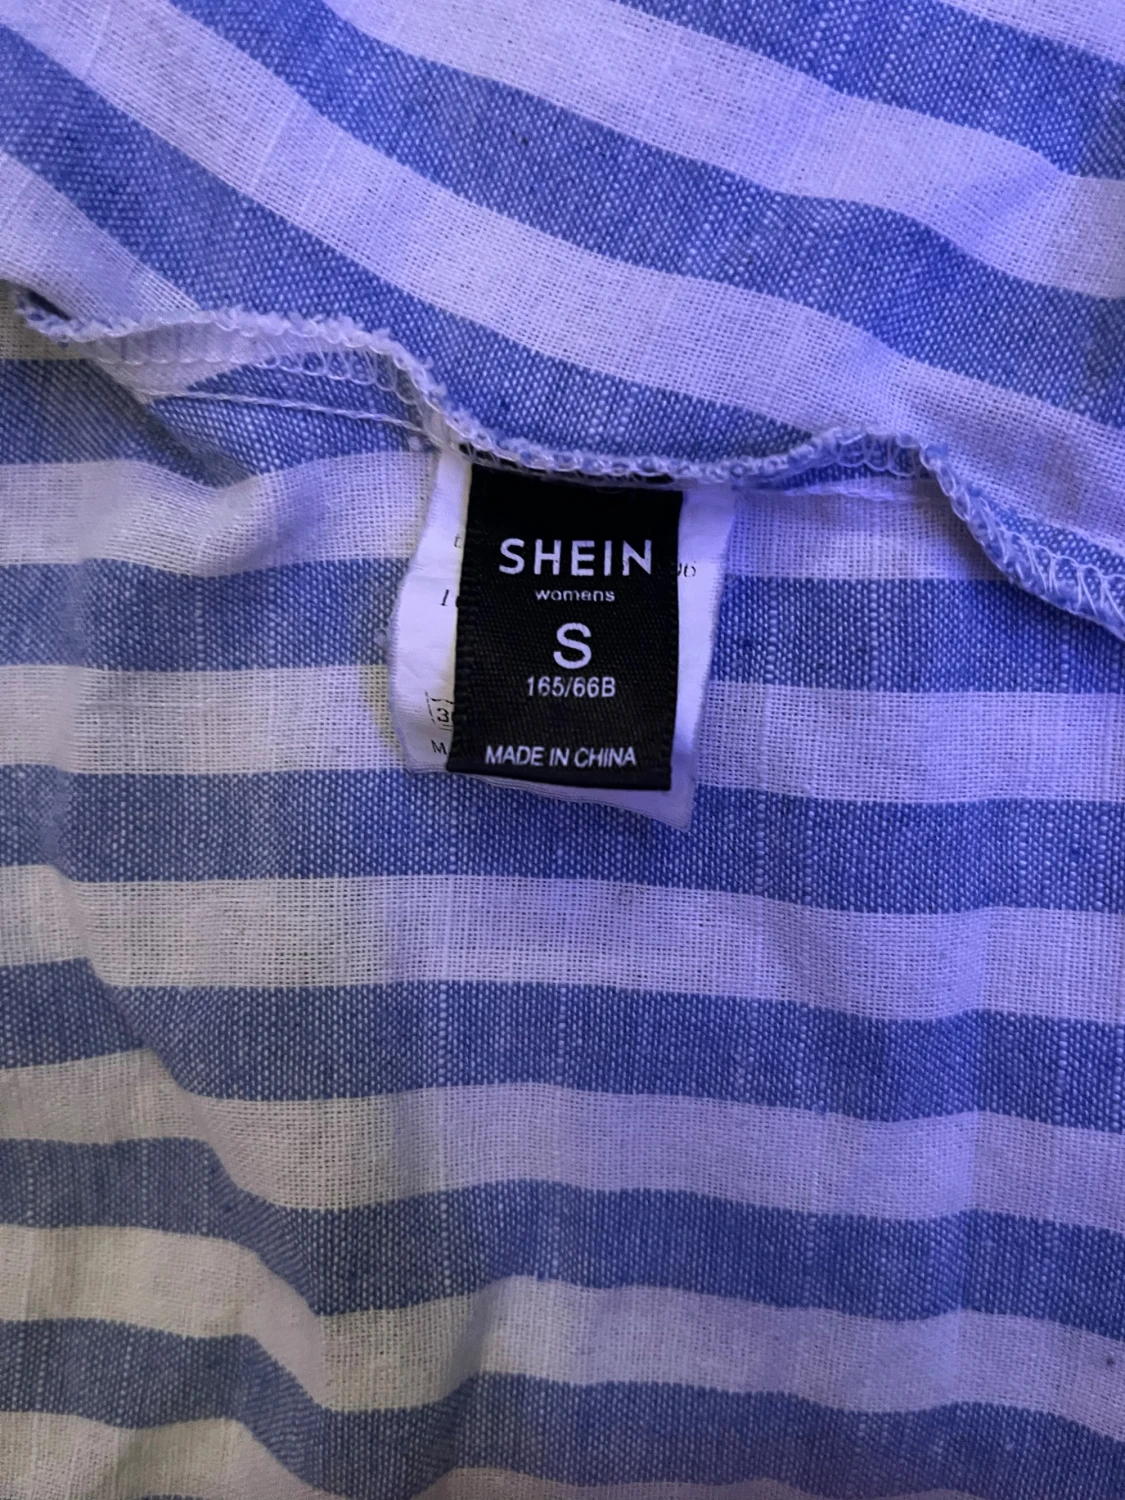 SHEIN
womens
S
165/66B
MADE IN CHINA